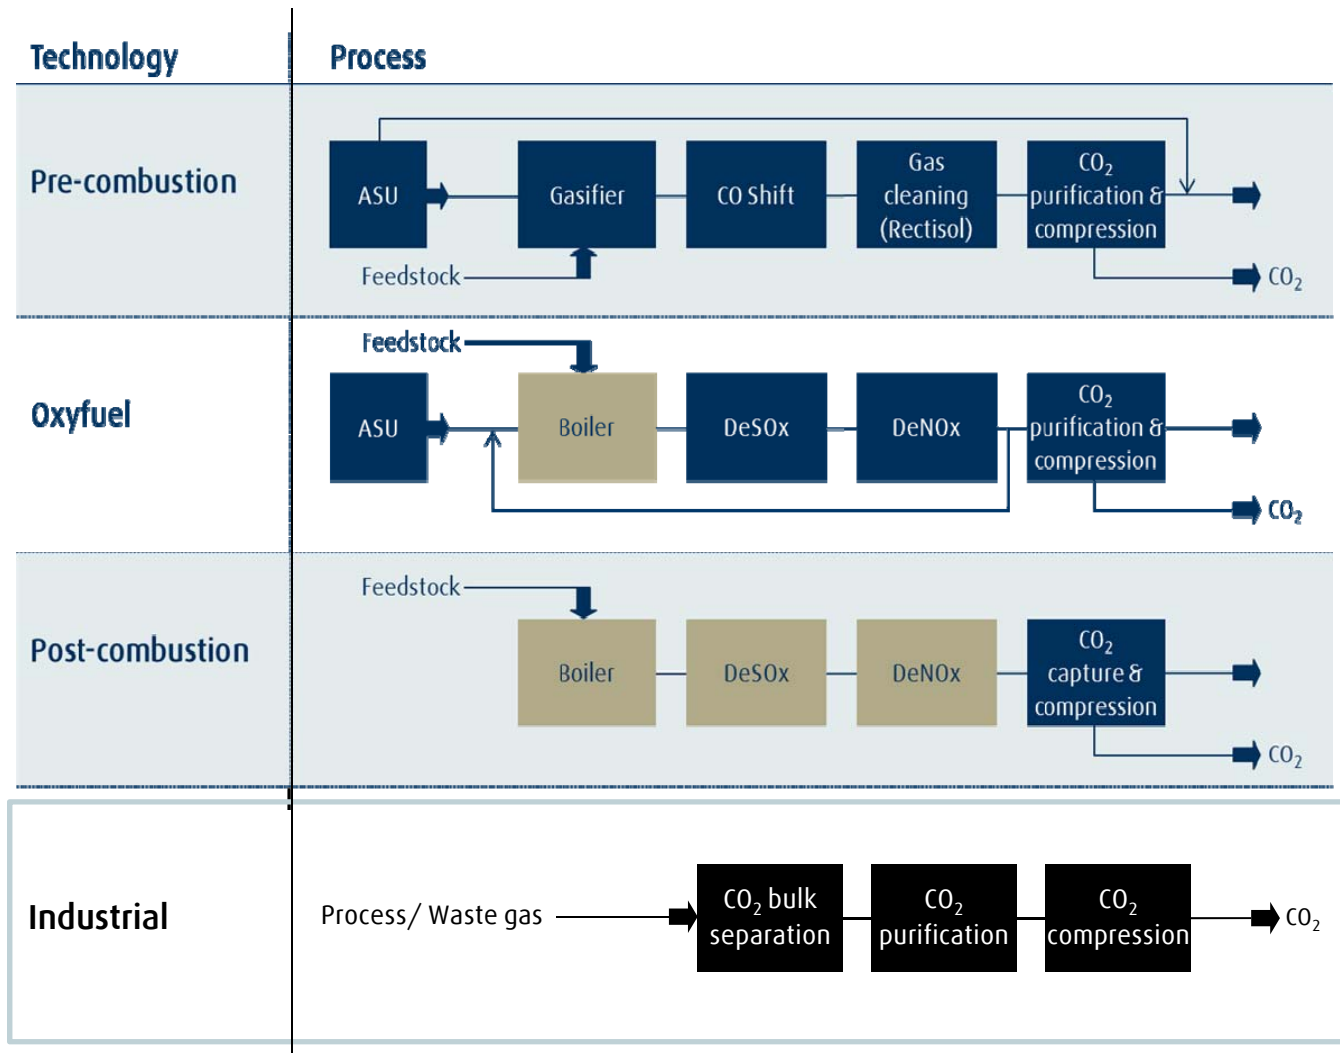 Technology
Process
Pre-combustion
ASU
Gasifier
CO Shift
Gas
cleaning
(Rectisol)
CO₂
purification &
compression
Feedstock
CO₂
Oxyfuel
Feedstock
ASU
Boiler
DeSOx
DeNOx
CO₂
purification &
compression
CO₂
Post-combustion
Feedstock
Boiler
DeSOx
DeNOx
CO₂
capture &
compression
CO₂
Industrial
Process/ Waste gas
CO₂ bulk
separation
CO₂
purification
CO₂
compression
CO₂